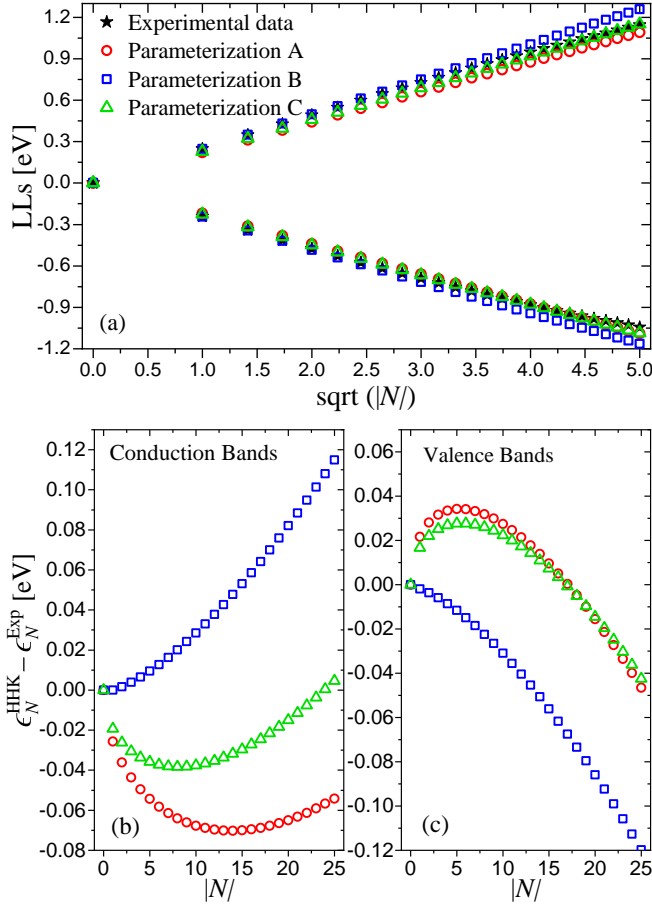 1.2
0.9
0.6
0.3
0.0
-0.3
-0.6
-0.9
-1.2
LLs [eV]
Experimental data
Parameterization A
Parameterization B
Parameterization C
(a)
0.0 0.5 1.0 1.5 2.0 2.5 3.0 3.5 4.0 4.5 5.0
sqrt (|N/)
ϵ_N^HHK − ϵ_N^Exp [eV]
0.12
0.10
0.08
0.06
0.04
0.02
0.00
-0.02
-0.04
-0.06
-0.08
Conduction Bands
(b)
0 5 10 15 20 25
|N/
0.06
0.04
0.02
0.00
-0.02
-0.04
-0.06
-0.08
-0.10
-0.12
Valence Bands
(c)
0 5 10 15 20 25
|N/